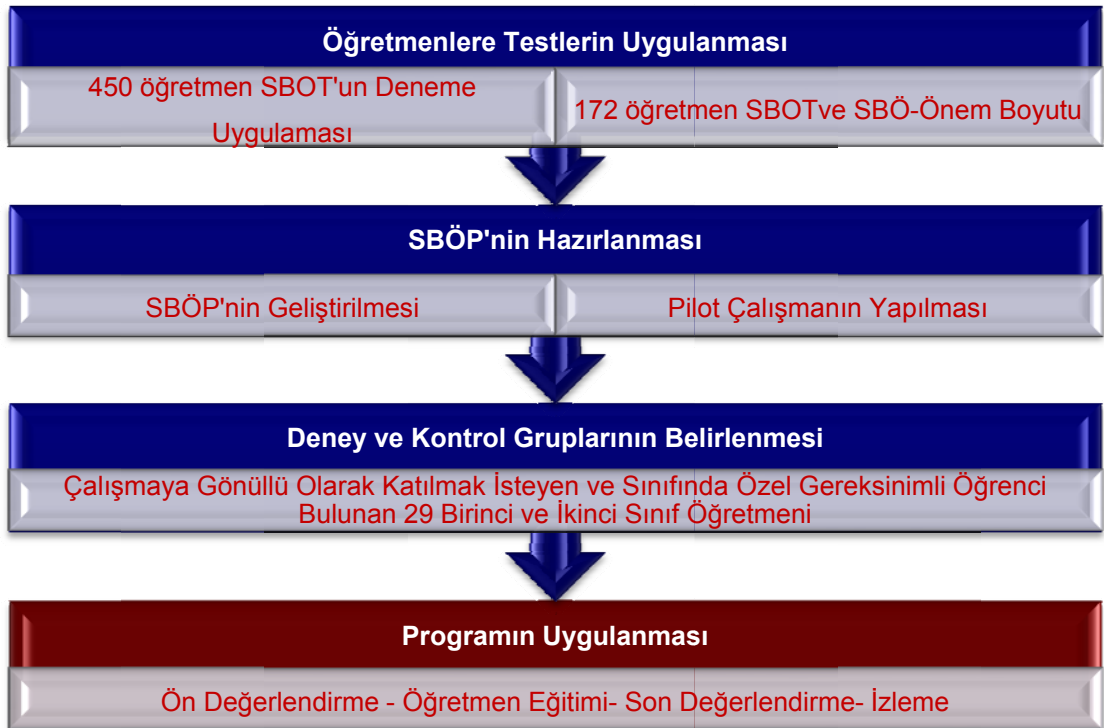 Öğretmenlere Testlerin Uygulanması
450 öğretmen SBOT'un Deneme
Uygulaması
172 öğretmen SBOTve SBÖ-Önem Boyutu
SBÖP'nin Hazırlanması
SBÖP'nin Geliştirilmesi
Pilot Çalışmanın Yapılması
Deney ve Kontrol Gruplarının Belirlenmesi
Çalışmaya Gönüllü Olarak Katılmak İsteyen ve Sınıfında Özel Gereksinimli Öğrenci
Bulunan 29 Birinci ve İkinci Sınıf Öğretmeni
Programın Uygulanması
Ön Değerlendirme - Öğretmen Eğitimi- Son Değerlendirme- İzleme